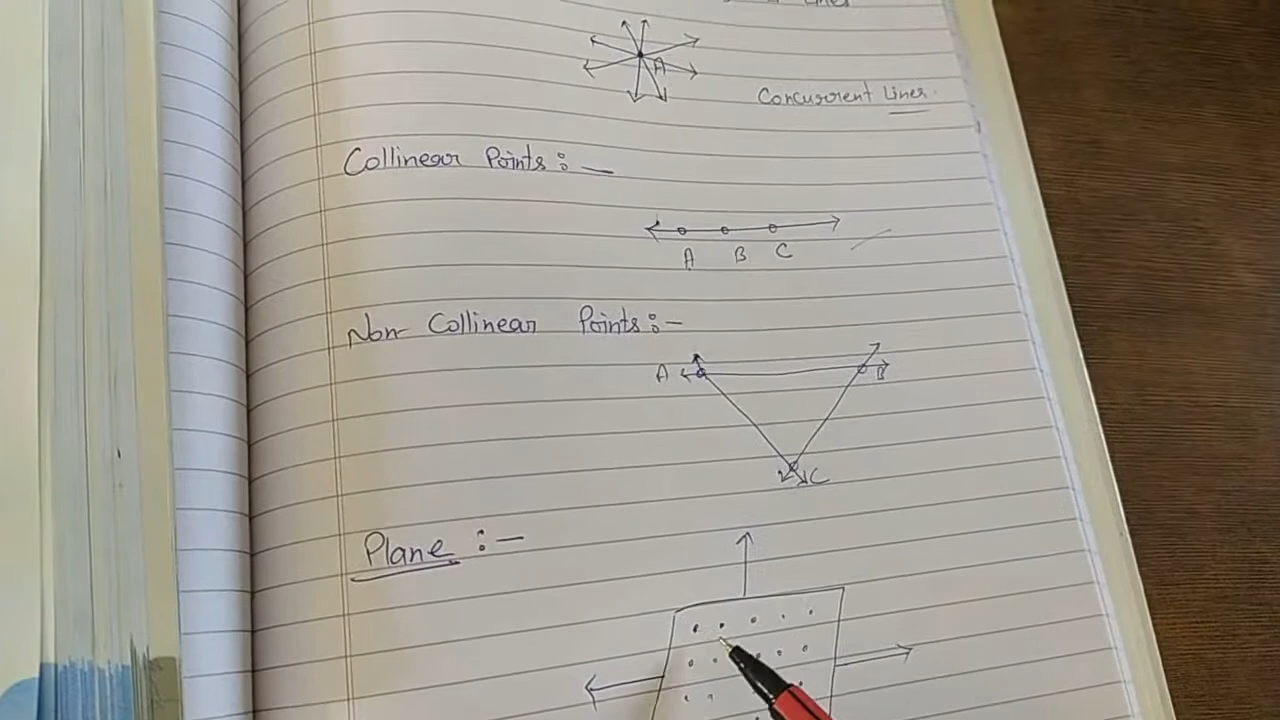 A
Concurrent Lines
Collinear Points:—
A B C
Non-Collinear Points:-
A B
C
Plane :-